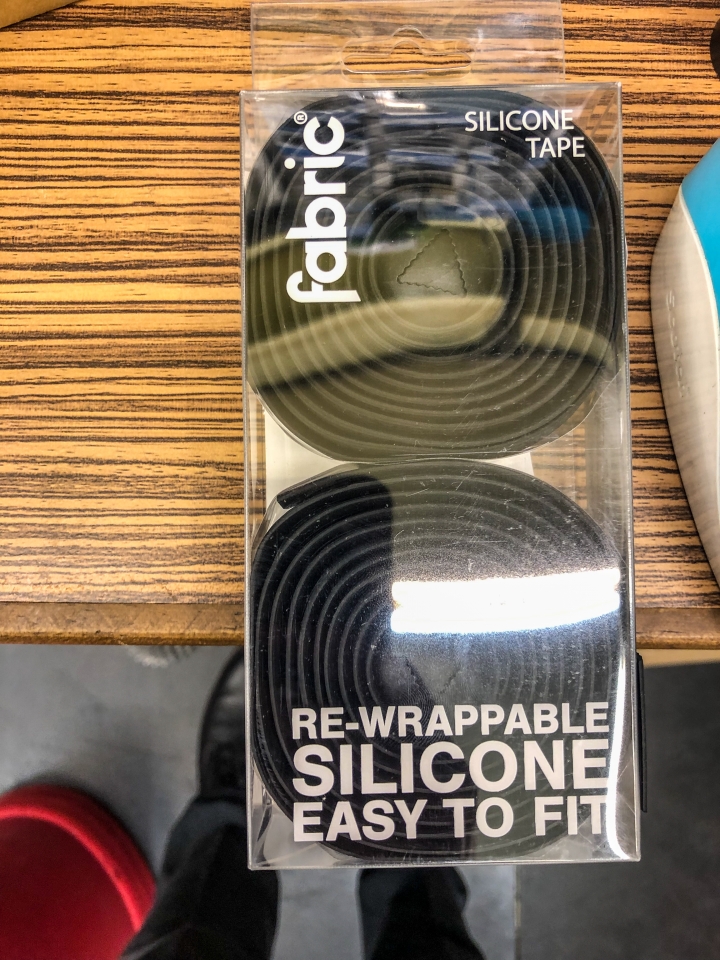 fabric®
SILICONE
TAPE
RE-WRAPPABLE
SILICONE
EASY TO FIT